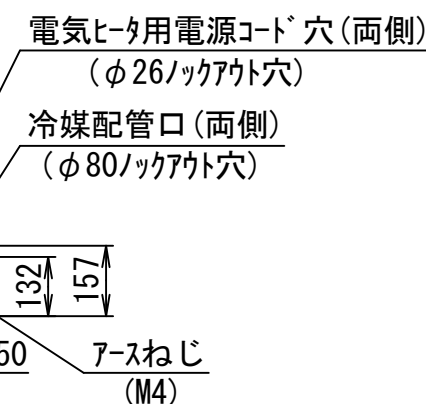 電気ﾋｰﾀ用電源ｺｰﾄﾞ穴(両側)
(φ26ﾉｯｸｱｳﾄ穴)
冷媒配管口(両側)
(φ80ﾉｯｸｱｳﾄ穴)
132
157
50
ｱｰｽねじ
(M4)